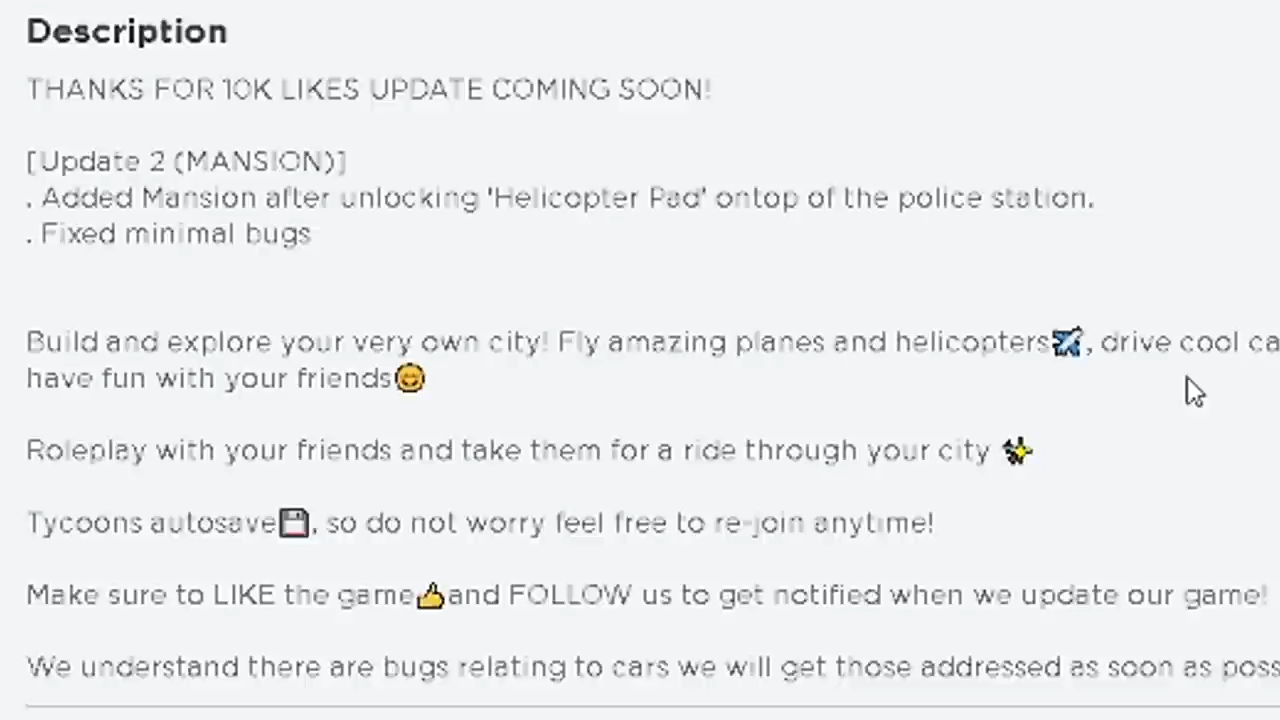 Description
THANKS FOR 10K LIKES UPDATE COMING SOON!
[Update 2 (MANSION)]
. Added Mansion after unlocking 'Helicopter Pad' ontop of the police station.
. Fixed minimal bugs
Build and explore your very own city! Fly amazing planes and helicopters✈️, drive cool
have fun with your friends😄
Roleplay with your friends and take them for a ride through your city ✨
Tycoons autosave💾, so do not worry feel free to re-join anytime!
Make sure to LIKE the game👍and FOLLOW us to get notified when we update our game!
We understand there are bugs relating to cars we will get those addressed as soon as